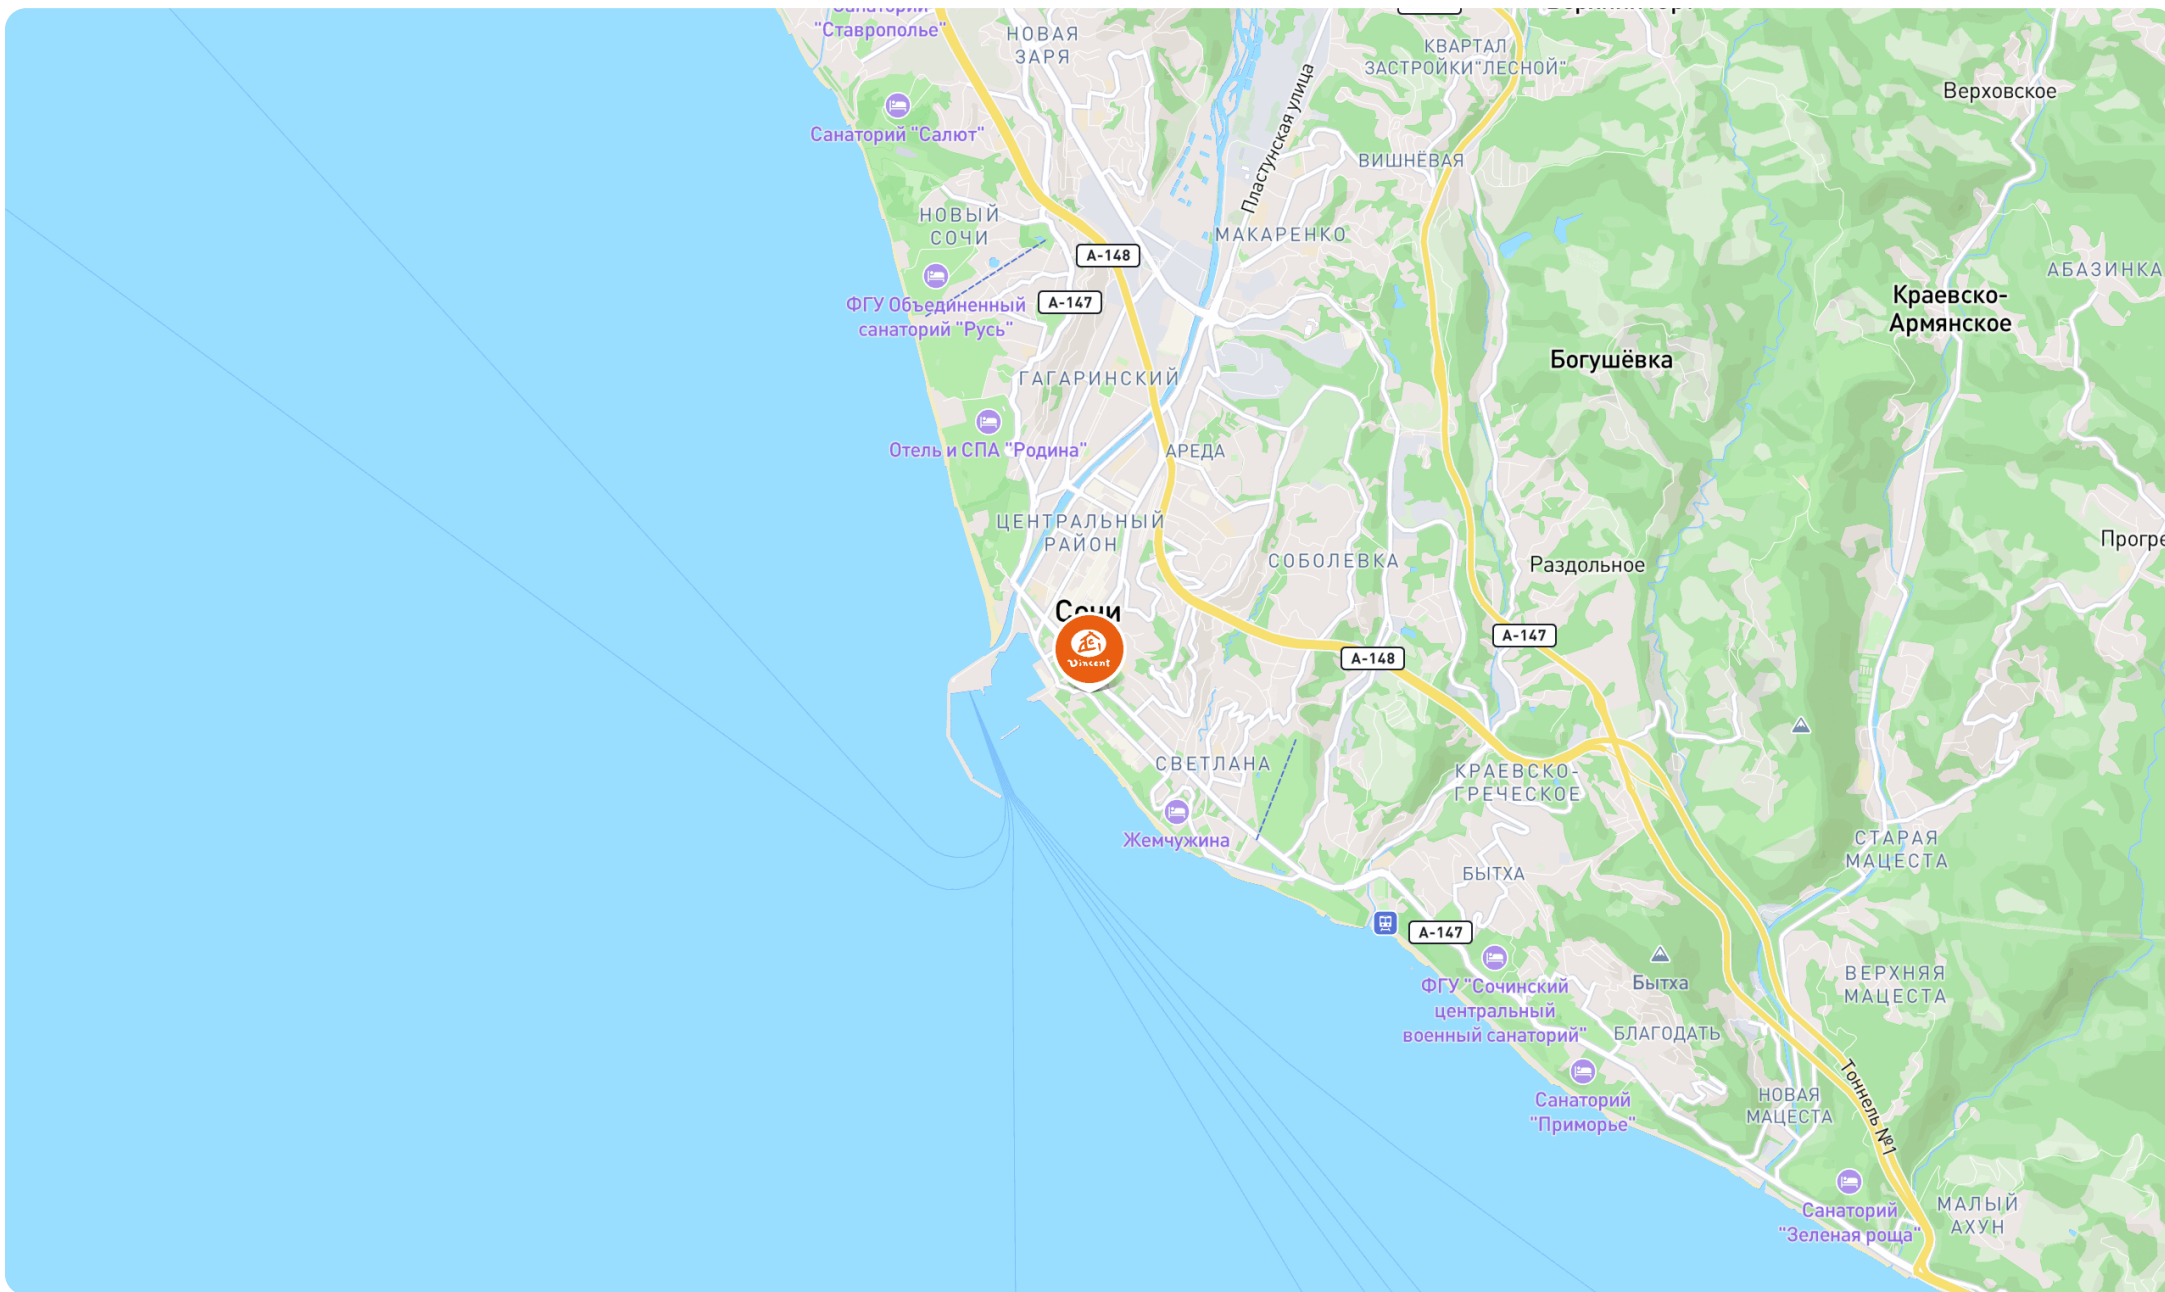 Санаторий
"Ставрополье"
НОВАЯ
ЗАРЯ
КВАРТАЛ
ЗАСТРОЙКИ"ЛЕСНОЙ"
Верховское
Санаторий "Салют"
Пластунская улица
ВИШНЁВАЯ
НОВЫЙ
СОЧИ
МАКАРЕНКО
А-148
АБАЗИНКА
ФГУ Объединенный
санаторий "Русь"
А-147
Краевско-
Армянское
Богушёвка
ГАГАРИНСКИЙ
Отель и СПА "Родина"
АРЕДА
ЦЕНТРАЛЬНЫЙ
РАЙОН
Прогре
СОБОЛЕВКА
Раздольное
Сочи
Vincent
А-148
А-147
СВЕТЛАНА
КРАЕВСКО-
ГРЕЧЕСКОЕ
Жемчужина
СТАРАЯ
МАЦЕСТА
БЫТХА
А-147
ФГУ "Сочинский
центральный
военный санаторий"
Бытха
ВЕРХНЯЯ
МАЦЕСТА
БЛАГОДАТЬ
Санаторий
"Приморье"
НОВАЯ
МАЦЕСТА
Тоннель №1
Санаторий
"Зеленая роща"
МАЛЫЙ
АХУН